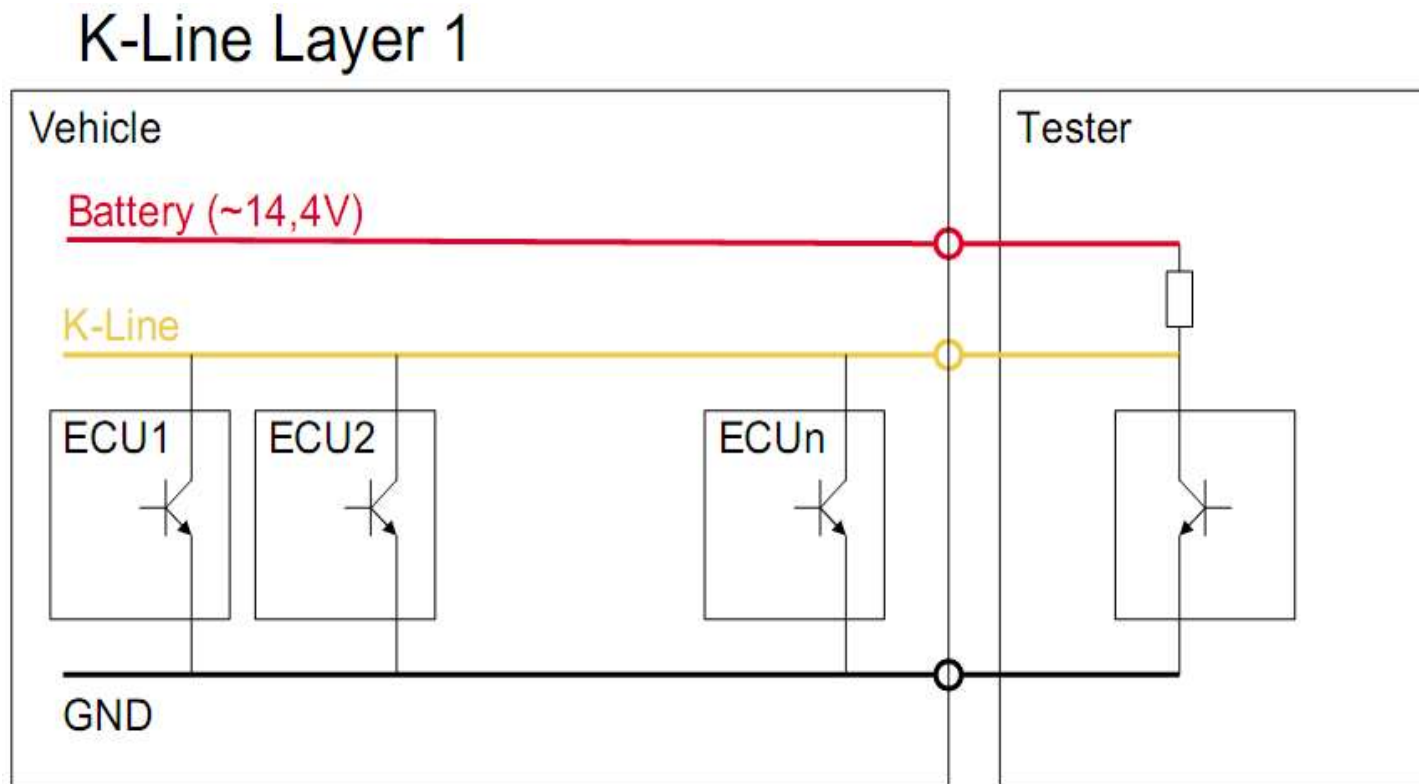 K-Line Layer 1
Vehicle
Tester
Battery (~14,4V)
K-Line
ECU1
ECU2
ECUn
GND